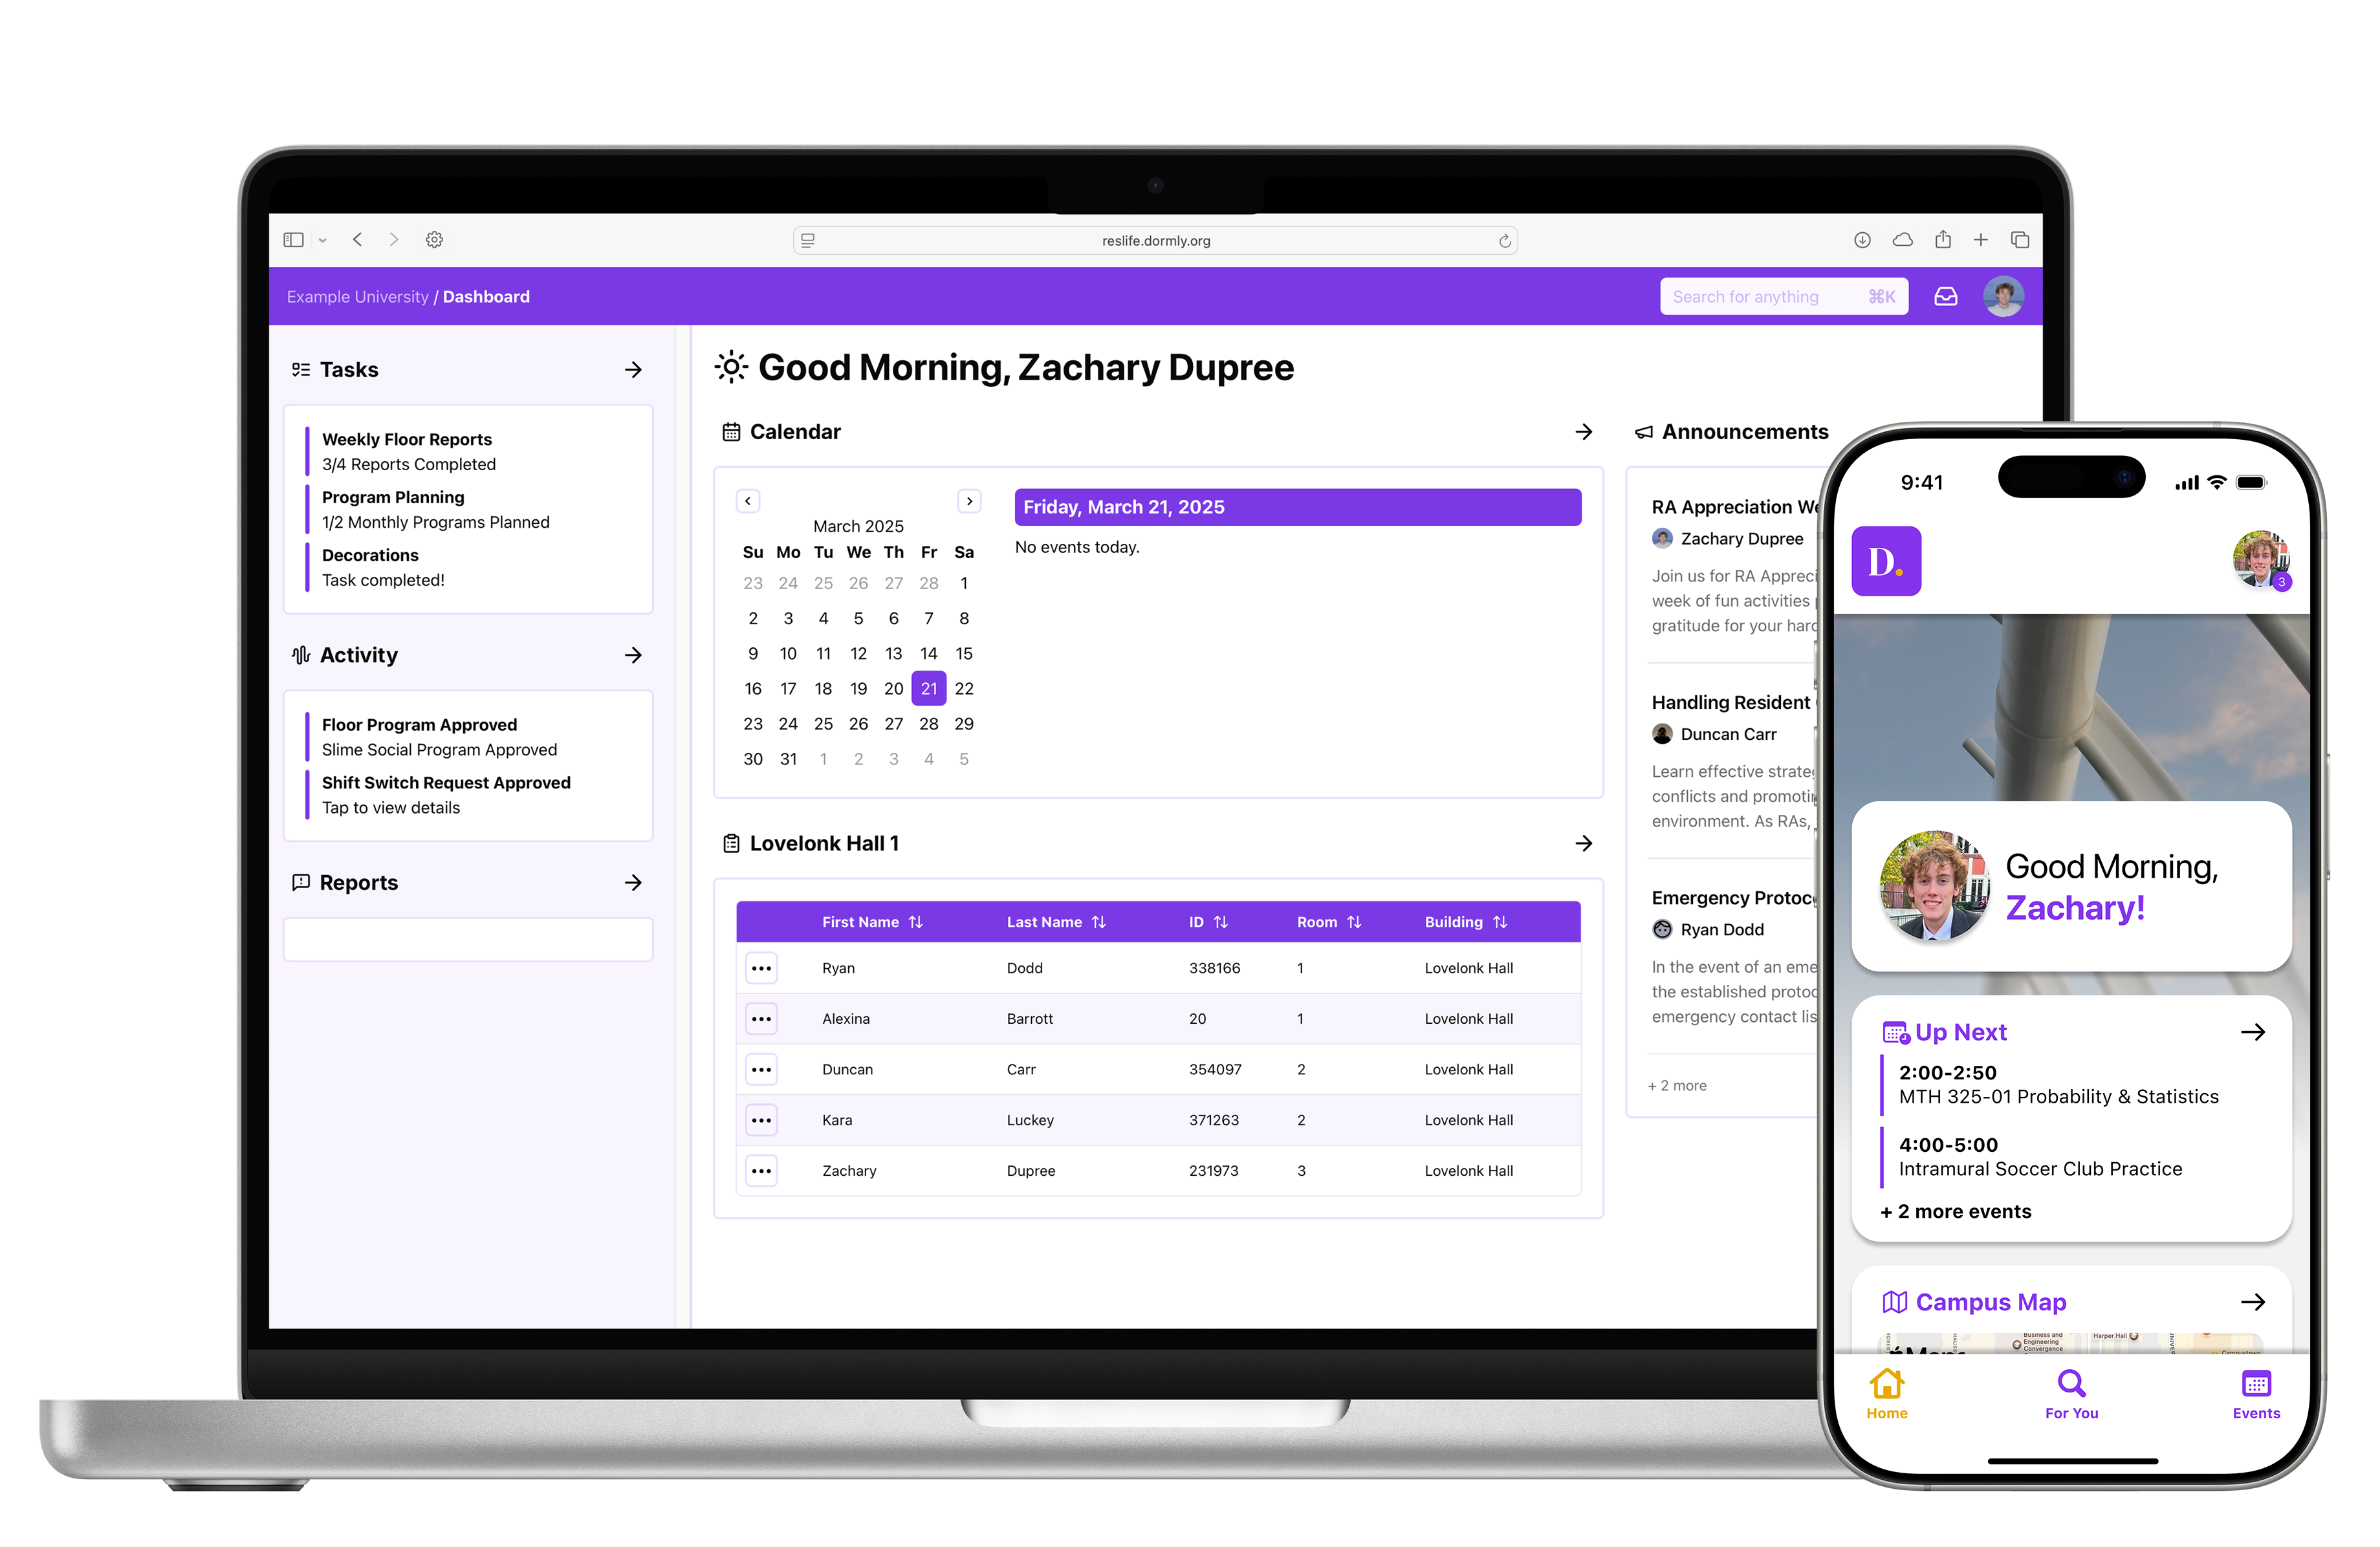 reslife.dormly.org
Example University / Dashboard
Search for anything ⌘K
Tasks
Weekly Floor Reports
3/4 Reports Completed
Program Planning
1/2 Monthly Programs Planned
Decorations
Task completed!
Activity
Floor Program Approved
Slime Social Program Approved
Shift Switch Request Approved
Tap to view details
Reports
Good Morning, Zachary Dupree
Calendar
March 2025
Su Mo Tu We Th Fr Sa
23 24 25 26 27 28 1
2 3 4 5 6 7 8
9 10 11 12 13 14 15
16 17 18 19 20 21 22
23 24 25 26 27 28 29
30 31 1 2 3 4 5
Friday, March 21, 2025
No events today.
Lovelonk Hall 1
First Name Last Name ID Room Building
Ryan Dodd 338166 1 Lovelonk Hall
Alexina Barrott 20 1 Lovelonk Hall
Duncan Carr 354097 2 Lovelonk Hall
Kara Luckey 371263 2 Lovelonk Hall
Zachary Dupree 231973 3 Lovelonk Hall
Announcements
RA Appreciation We
Zachary Dupree
Join us for RA Appreci
week of fun activities
gratitude for your hard
Handling Resident
Duncan Carr
Learn effective strate
conflicts and promoti
environment. As RAs,
Emergency Protoc
Ryan Dodd
In the event of an eme
the established protoc
emergency contact lis
+ 2 more
9:41
D.
3
Good Morning,
Zachary!
Up Next
2:00-2:50
MTH 325-01 Probability & Statistics
4:00-5:00
Intramural Soccer Club Practice
+ 2 more events
Campus Map
Business and
Engineering
Convergence
Harper Hall
Campustown
Home
For You
Events